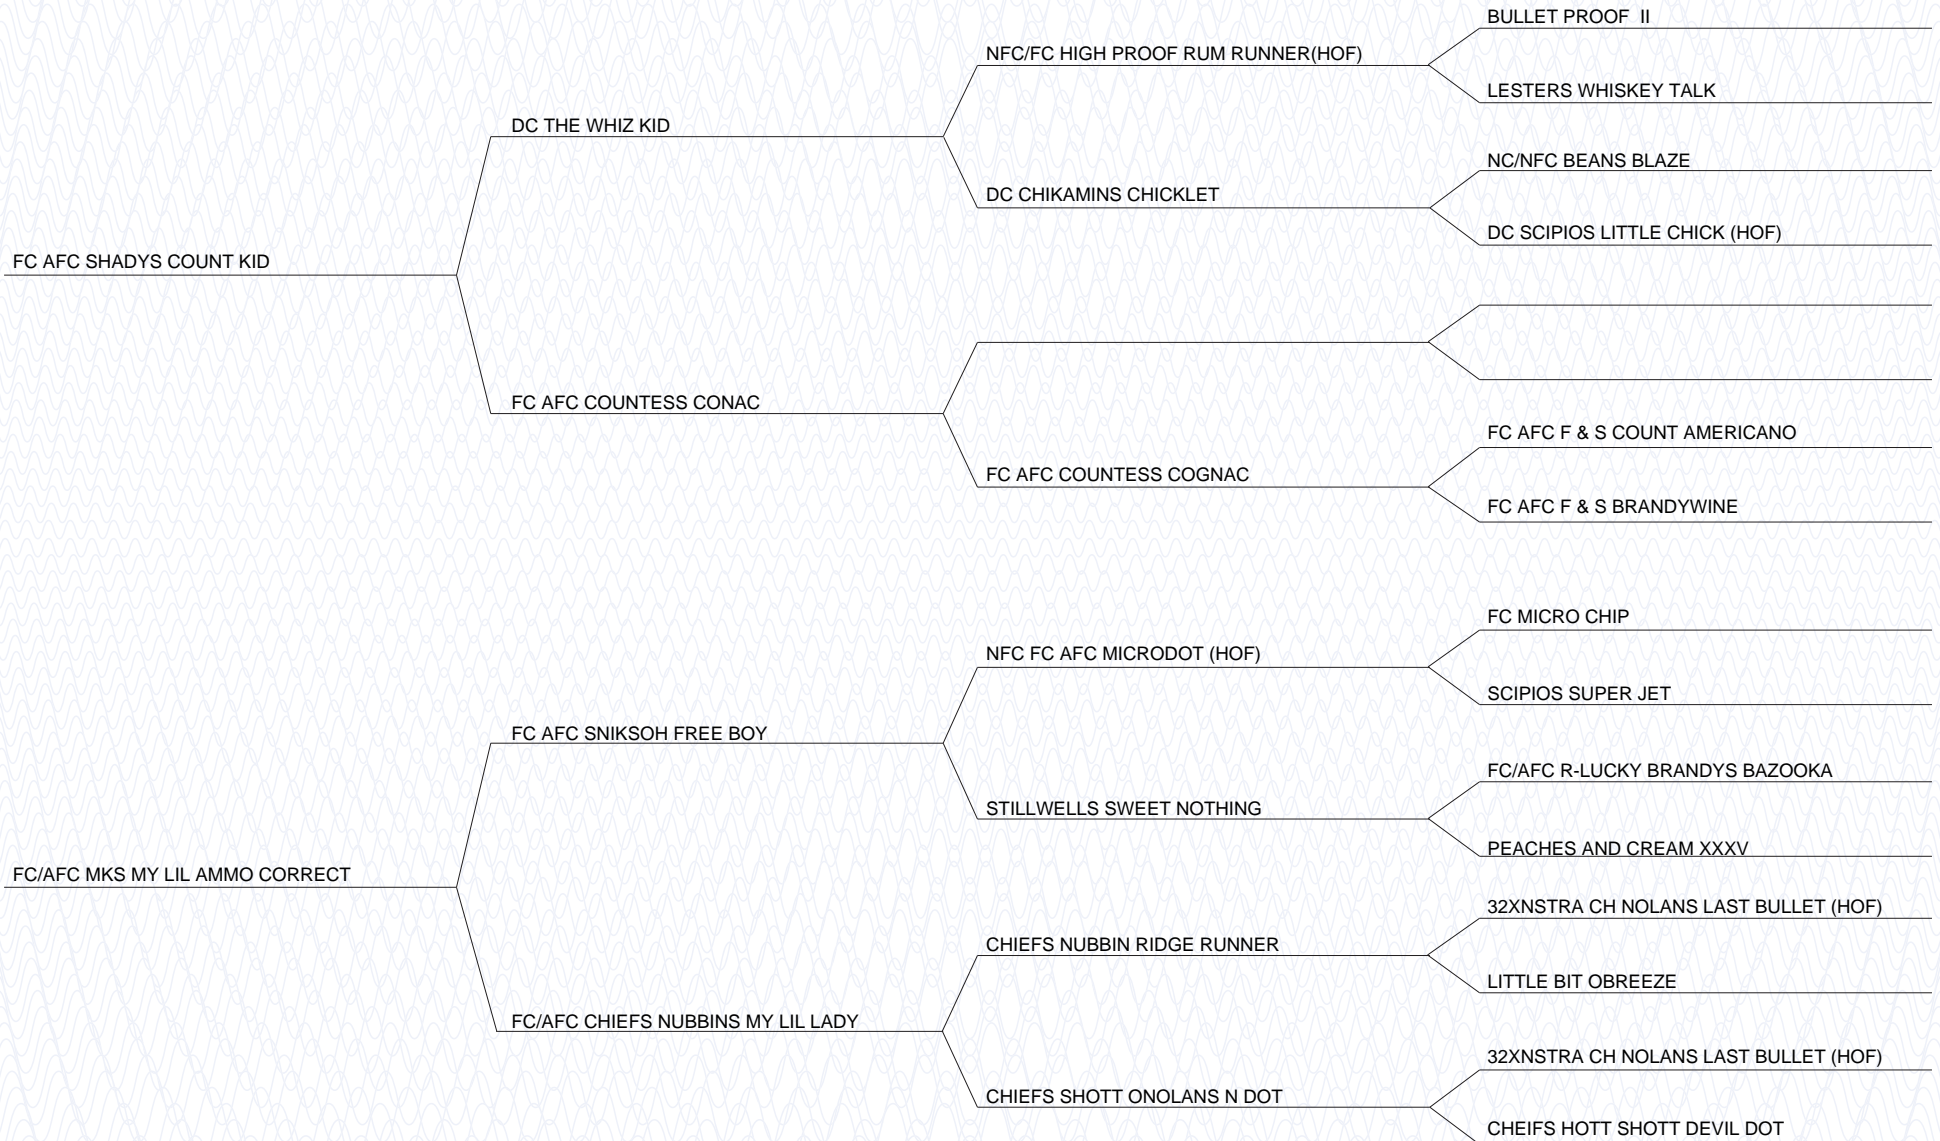 BULLET PROOF  II
NFC/FC HIGH PROOF RUM RUNNER(HOF)
LESTERS WHISKEY TALK
DC THE WHIZ KID
NC/NFC BEANS BLAZE
DC CHIKAMINS CHICKLET
DC SCIPIOS LITTLE CHICK (HOF)
FC AFC SHADYS COUNT KID
FC AFC COUNTESS CONAC
FC AFC F & S COUNT AMERICANO
FC AFC COUNTESS COGNAC
FC AFC F & S BRANDYWINE
FC MICRO CHIP
NFC FC AFC MICRODOT (HOF)
SCIPIOS SUPER JET
FC AFC SNIKSOH FREE BOY
FC/AFC R-LUCKY BRANDYS BAZOOKA
STILLWELLS SWEET NOTHING
PEACHES AND CREAM XXXV
FC/AFC MKS MY LIL AMMO CORRECT
32XNSTRA CH NOLANS LAST BULLET (HOF)
CHIEFS NUBBIN RIDGE RUNNER
LITTLE BIT OBREEZE
FC/AFC CHIEFS NUBBINS MY LIL LADY
32XNSTRA CH NOLANS LAST BULLET (HOF)
CHIEFS SHOTT ONOLANS N DOT
CHEIFS HOTT SHOTT DEVIL DOT